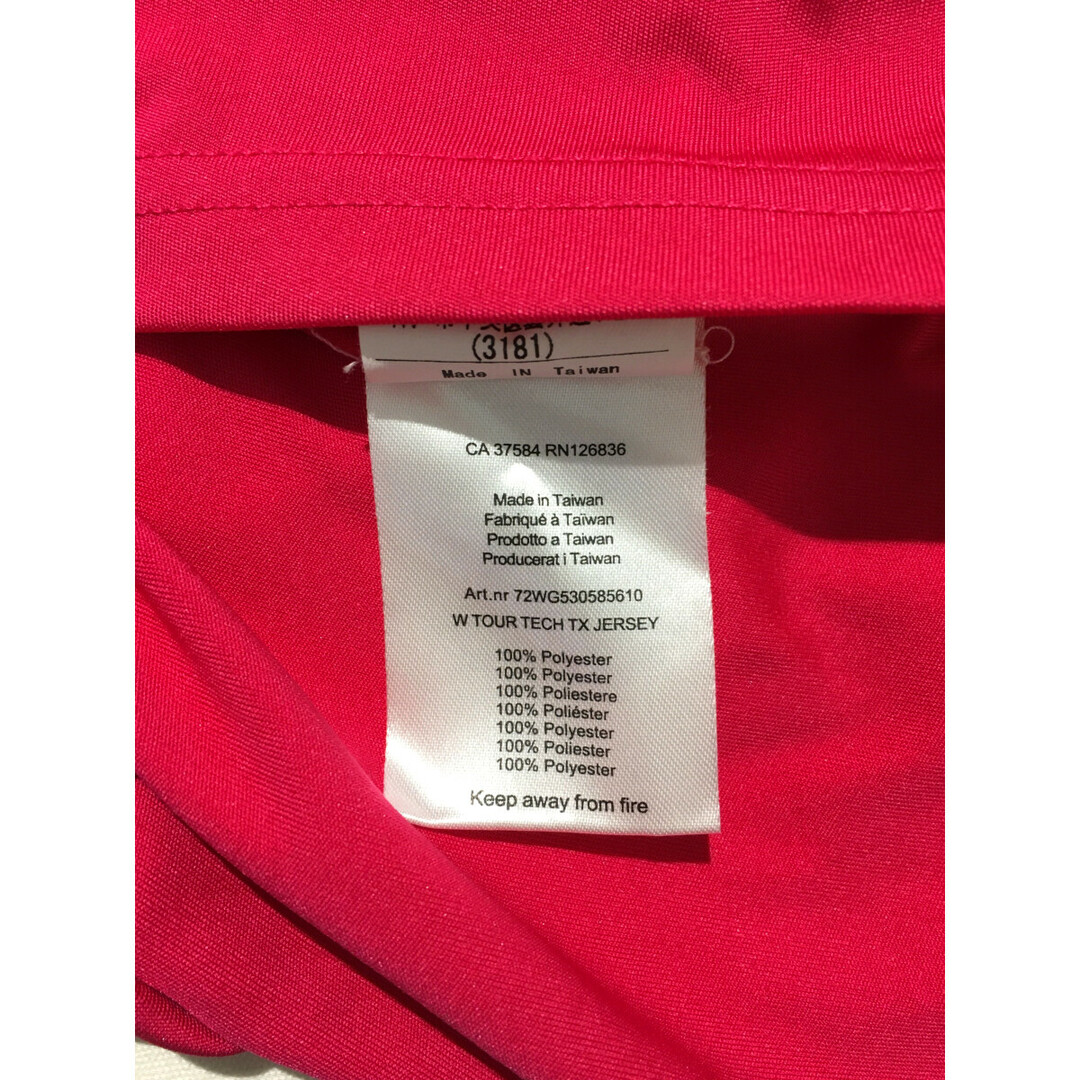 (3181)
Made IN Taiwan
CA 37584 RN126836
Made in Taiwan
Fabriqué à Taïwan
Prodotto a Taiwan
Producerat i Taiwan
Art.nr 72WG530585610
W TOUR TECH TX JERSEY
100% Polyester
100% Polyester
100% Poliestere
100% Poliéster
100% Polyester
100% Poliester
100% Polyester
Keep away from fire